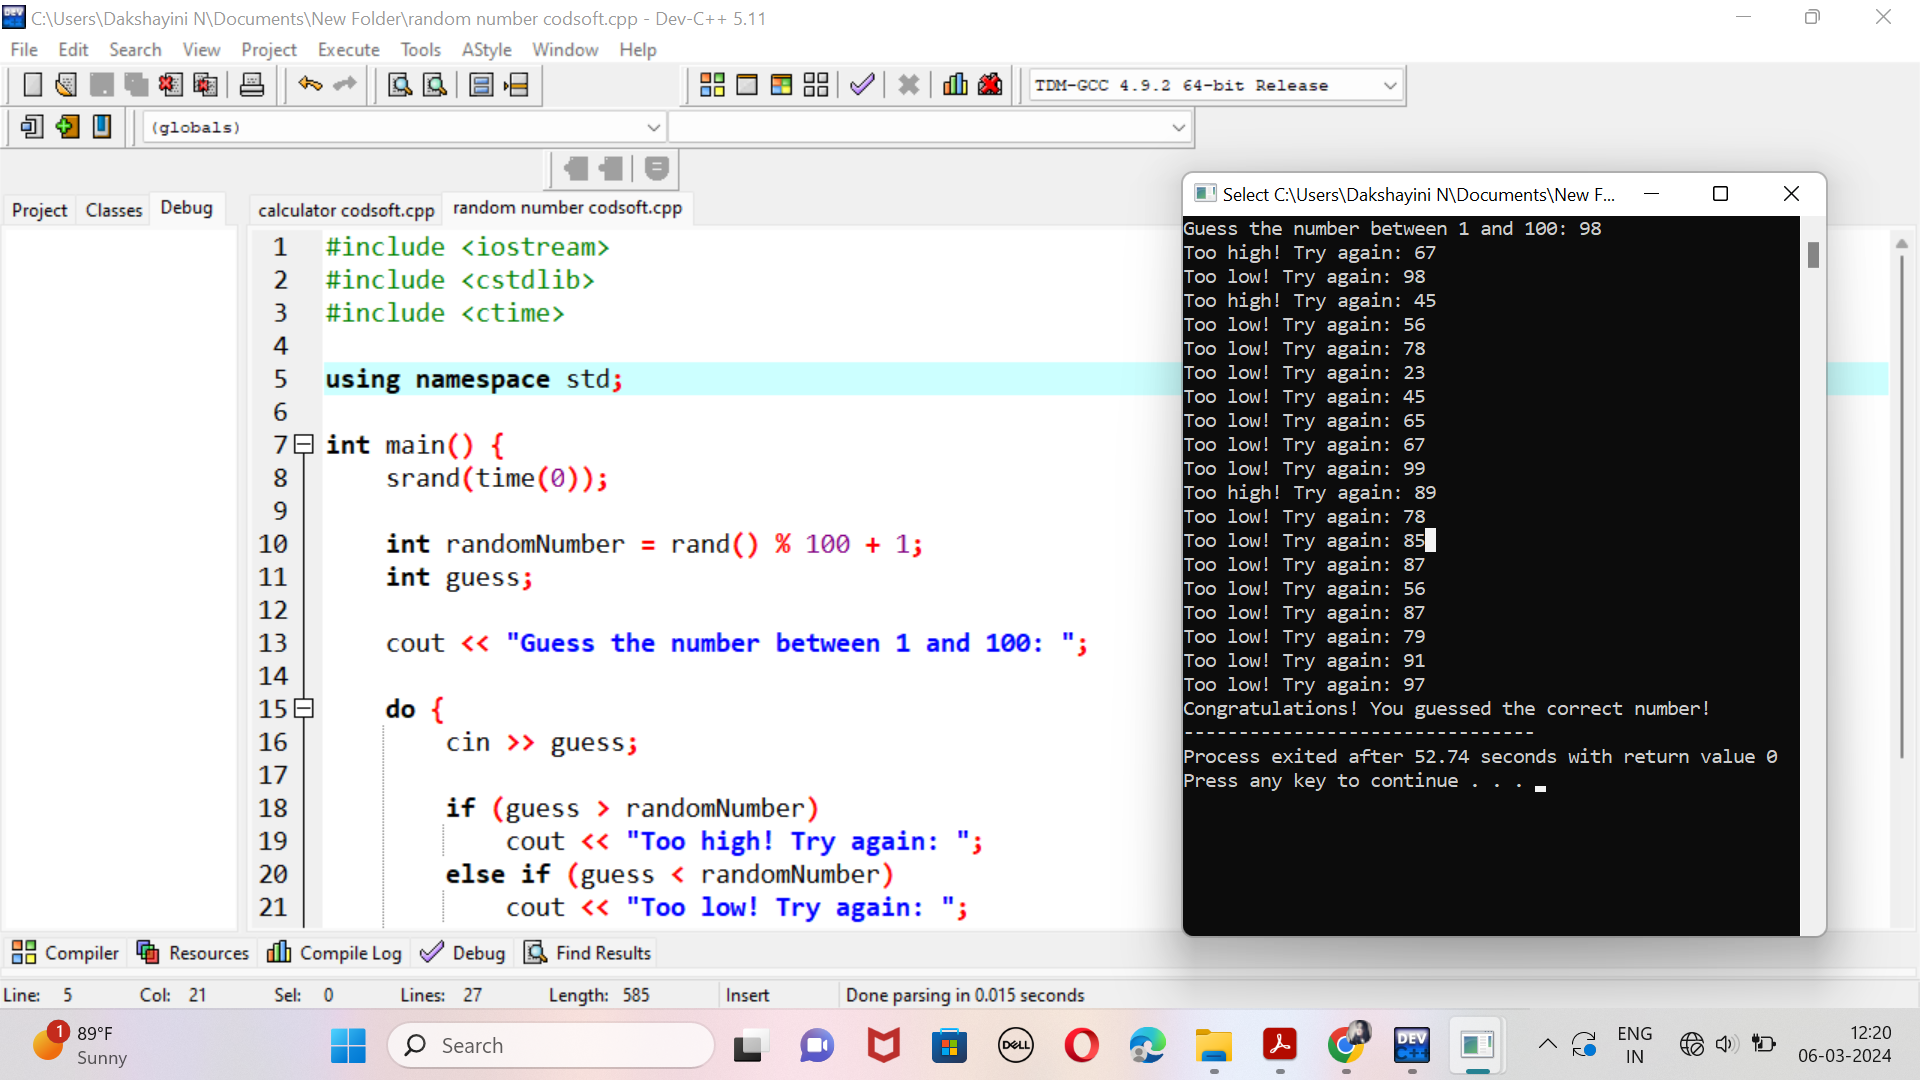 C:\Users\Dakshayini N\Documents\New Folder\random number codsoft.cpp - Dev-C++ 5.11
File Edit Search View Project Execute Tools AStyle Window Help
TDM-GCC 4.9.2 64-bit Release
(globals)
Project Classes Debug
calculator codsoft.cpp random number codsoft.cpp
1 #include <iostream>
2 #include <cstdlib>
3 #include <ctime>
4
5 using namespace std;
6
7 int main() {
8 srand(time(0));
9
10 int randomNumber = rand() % 100 + 1;
11 int guess;
12
13 cout << "Guess the number between 1 and 100: ";
14
15 do {
16 cin >> guess;
17
18 if (guess > randomNumber)
19 cout << "Too high! Try again: ";
20 else if (guess < randomNumber)
21 cout << "Too low! Try again: ";
Select C:\Users\Dakshayini N\Documents\New F...
Guess the number between 1 and 100: 98
Too high! Try again: 67
Too low! Try again: 98
Too high! Try again: 45
Too low! Try again: 56
Too low! Try again: 78
Too low! Try again: 23
Too low! Try again: 45
Too low! Try again: 65
Too low! Try again: 67
Too low! Try again: 99
Too high! Try again: 89
Too low! Try again: 78
Too low! Try again: 85
Too low! Try again: 87
Too low! Try again: 56
Too low! Try again: 87
Too low! Try again: 79
Too low! Try again: 91
Too low! Try again: 97
Congratulations! You guessed the correct number!
--------------------------------
Process exited after 52.74 seconds with return value 0
Press any key to continue . . .
Compiler Resources Compile Log Debug Find Results
Line: 5 Col: 21 Sel: 0 Lines: 27 Length: 585 Insert Done parsing in 0.015 seconds
1
89°F
Sunny
Search
DELL
DEV
C++
ENG
IN
12:20
06-03-2024